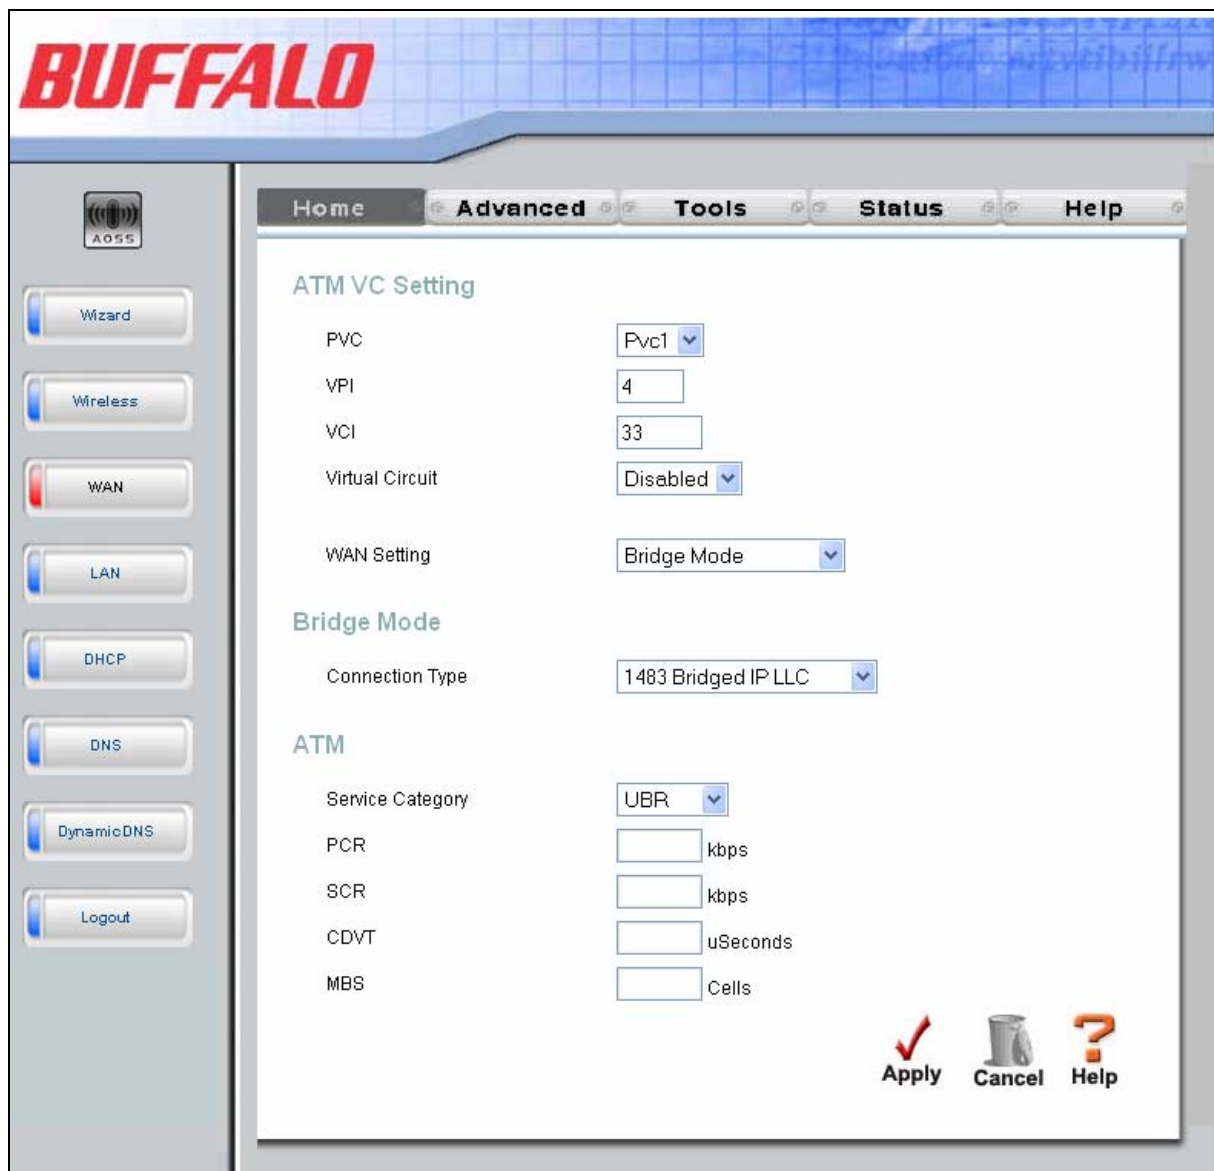 BUFFALO
AOSS
Home Advanced Tools Status Help
Wizard
Wireless
WAN
LAN
DHCP
DNS
DynamicDNS
Logout
ATM VC Setting
PVC Pvc1
VPI 4
VCI 33
Virtual Circuit Disabled
WAN Setting Bridge Mode
Bridge Mode
Connection Type 1483 Bridged IP LLC
ATM
Service Category UBR
PCR kbps
SCR kbps
CDVT uSeconds
MBS Cells
Apply Cancel Help